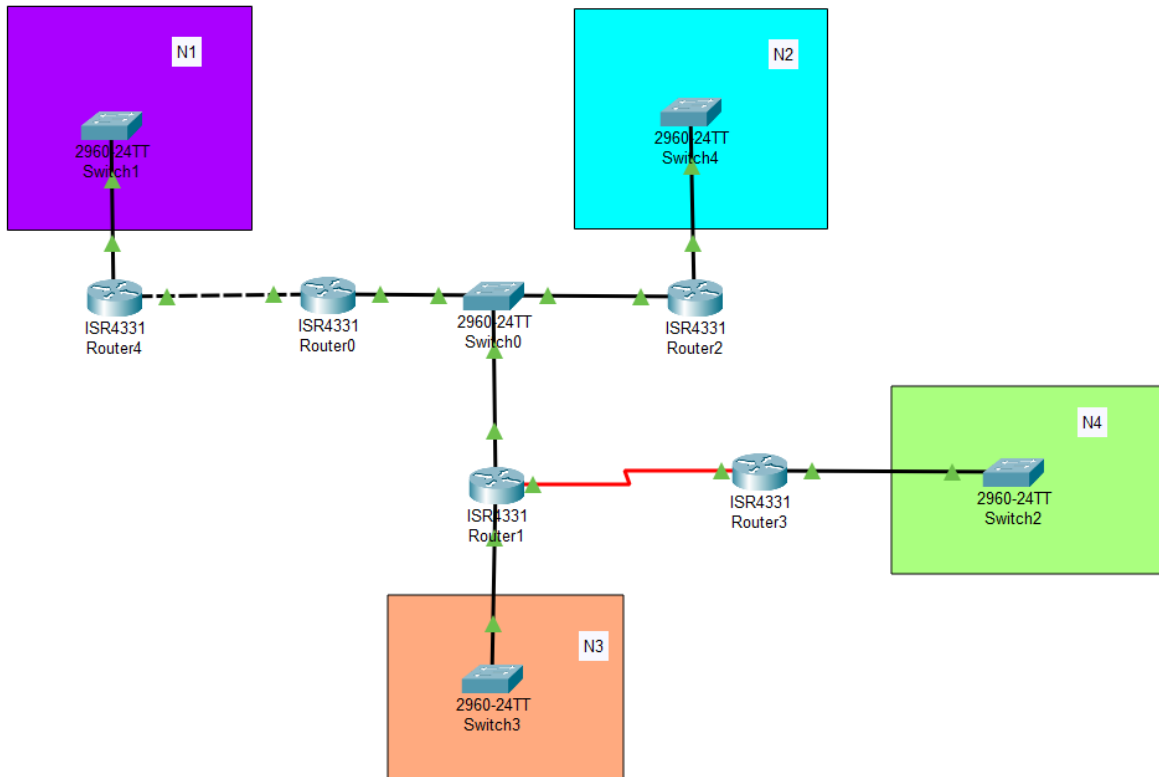 N1
N2
2960-24TT
Switch1
2960-24TT
Switch4
ISR4331
Router4
ISR4331
Router0
2960-24TT
Switch0
ISR4331
Router2
N4
ISR4331
Router1
ISR4331
Router3
2960-24TT
Switch2
N3
2960-24TT
Switch3